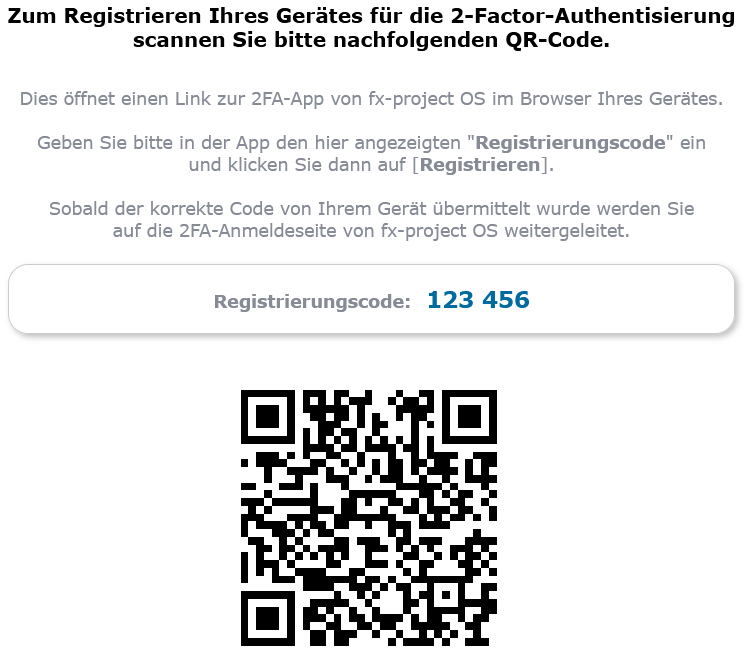 Zum Registrieren Ihres Gerätes für die 2-Factor-Authentisierung
scannen Sie bitte nachfolgenden QR-Code.
Dies öffnet einen Link zur 2FA-App von fx-project OS im Browser Ihres Gerätes.
Geben Sie bitte in der App den hier angezeigten "Registrierungscode" ein
und klicken Sie dann auf [Registrieren].
Sobald der korrekte Code von Ihrem Gerät übermittelt wurde werden Sie
auf die 2FA-Anmeldeseite von fx-project OS weitergeleitet.
Registrierungscode: 123 456